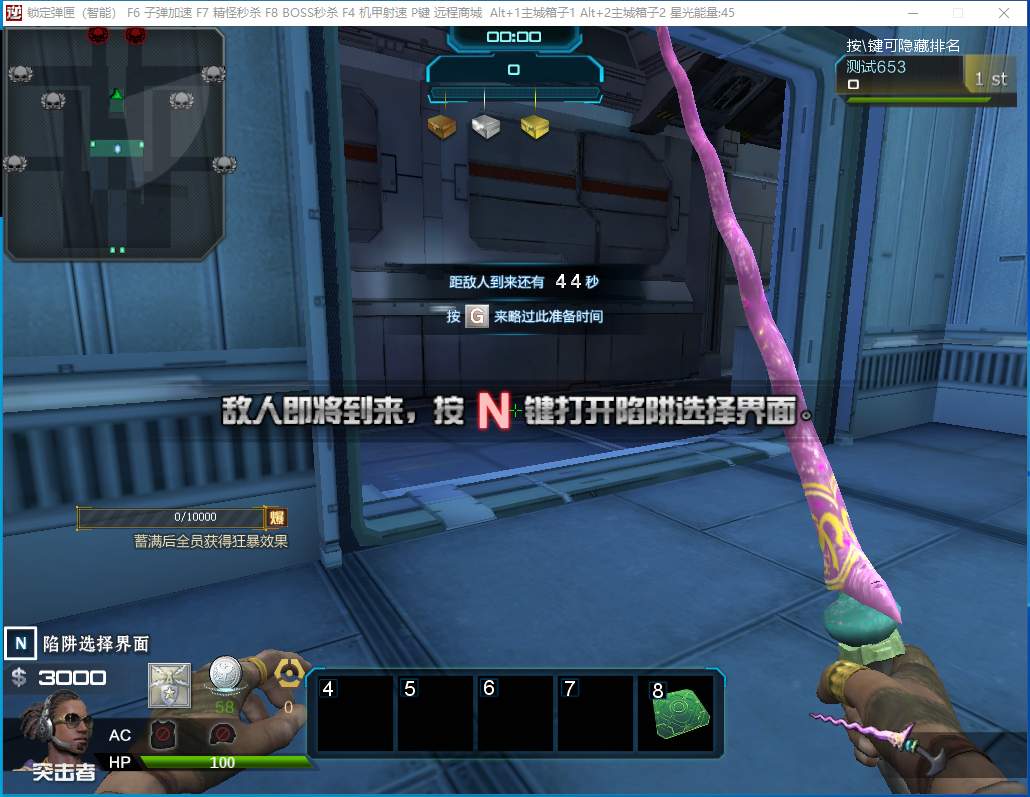 逆 锁定弹匣（智能） F6 子弹加速 F7 精怪秒杀 F8 BOSS秒杀 F4 机甲射速 P键 远程商城 Alt+1主城箱子1 Alt+2主城箱子2 星光能量:45
00:00
0
按\键可隐藏排名
测试653
0
1 st
距敌人到来还有 44秒
按 G 来略过此准备时间
敌人即将到来，按 N 键打开陷阱选择界面。
0/10000 爆
蓄满后全员获得狂暴效果
N 陷阱选择界面
$ 3000
58
0
4 5 6 7 8
AC
HP 100
突击者